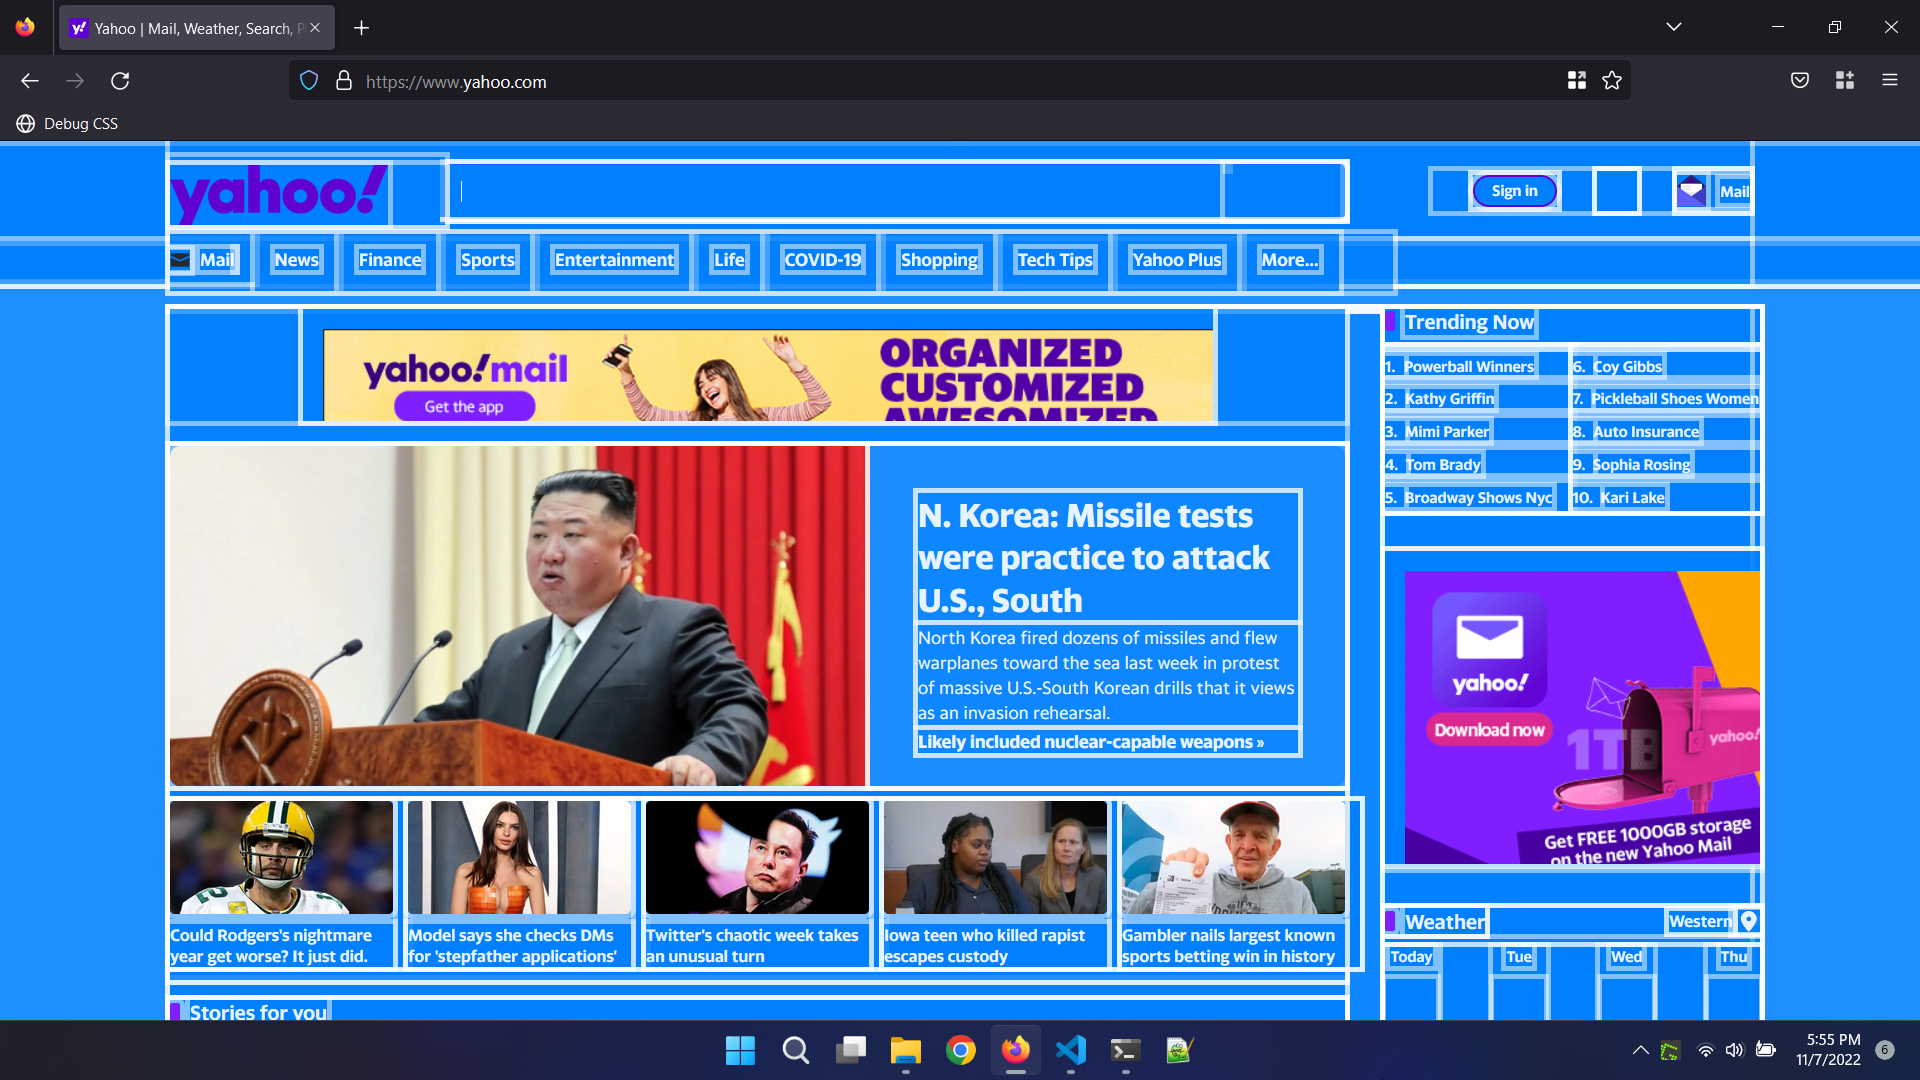 Yahoo | Mail, Weather, Search, P
https://www.yahoo.com
Debug CSS
yahoo!
Sign in
Mail
Mail
News
Finance
Sports
Entertainment
Life
COVID-19
Shopping
Tech Tips
Yahoo Plus
More...
yahoo!mail
Get the app
ORGANIZED
CUSTOMIZED
AWESOMIZED
Trending Now
1. Powerball Winners
2. Kathy Griffin
3. Mimi Parker
4. Tom Brady
5. Broadway Shows Nyc
6. Coy Gibbs
7. Pickleball Shoes Women
8. Auto Insurance
9. Sophia Rosing
10. Kari Lake
N. Korea: Missile tests
were practice to attack
U.S., South
North Korea fired dozens of missiles and flew
warplanes toward the sea last week in protest
of massive U.S.-South Korean drills that it views
as an invasion rehearsal.
Likely included nuclear-capable weapons »
yahoo!
Download now
1TB
yahoo!
Get FREE 1000GB storage
on the new Yahoo Mail
Could Rodgers's nightmare
year get worse? It just did.
Model says she checks DMs
for 'stepfather applications'
Twitter's chaotic week takes
an unusual turn
Iowa teen who killed rapist
escapes custody
Gambler nails largest known
sports betting win in history
Weather
Western
Today
Tue
Wed
Thu
Stories for you
5:55 PM
11/7/2022
6